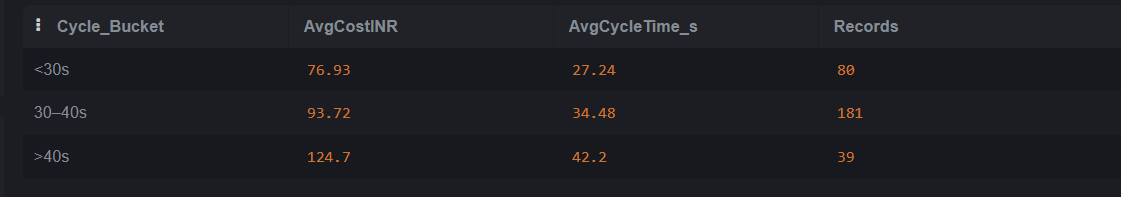 Cycle_Bucket AvgCostINR AvgCycleTime_s Records
<30s 76.93 27.24 80
30–40s 93.72 34.48 181
>40s 124.7 42.2 39